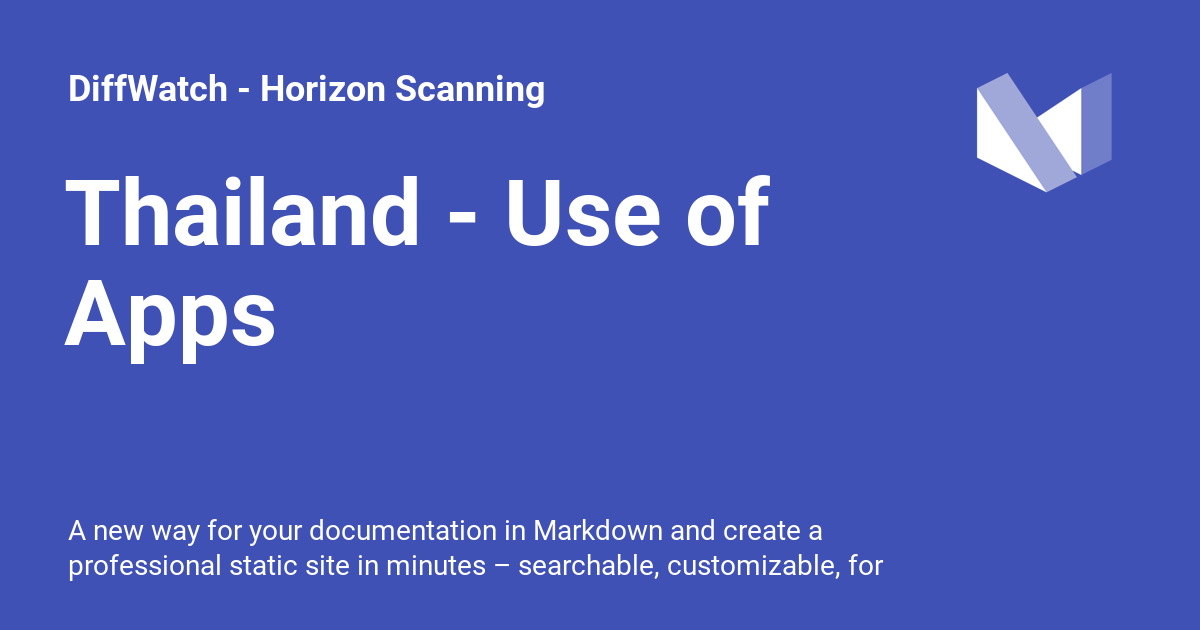 DiffWatch - Horizon Scanning
Thailand - Use of
Apps
A new way for your documentation in Markdown and create a
professional static site in minutes – searchable, customizable, for